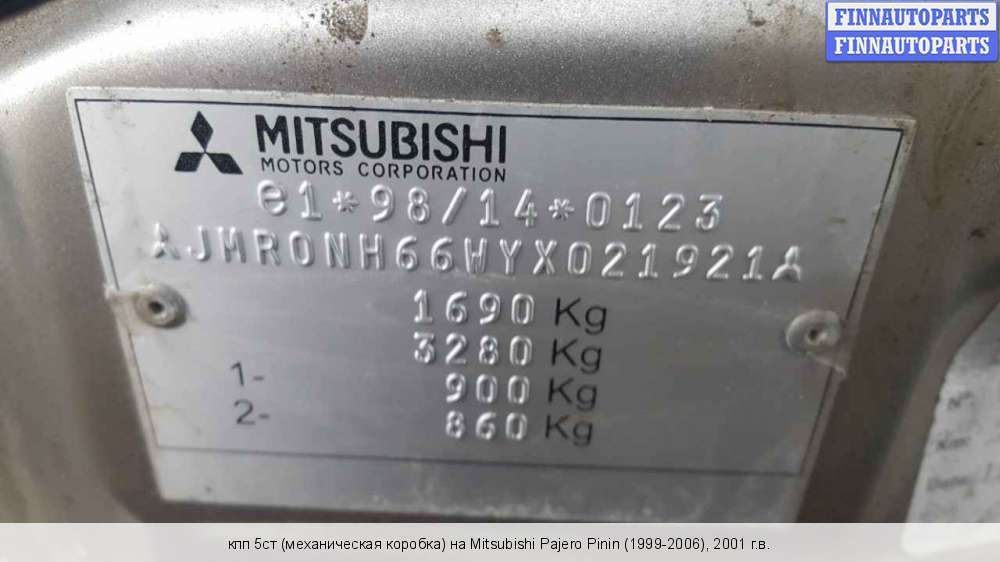 FINNAUTOPARTS
FINNAUTOPARTS
MITSUBISHI
MOTORS CORPORATION
e1*98/14*0123
JMR0NH66WYX021921
1690 Kg
3280 Kg
1- 900 Kg
2- 860 Kg
кпп 5ст (механическая коробка) на Mitsubishi Pajero Pinin (1999-2006), 2001 г.в.